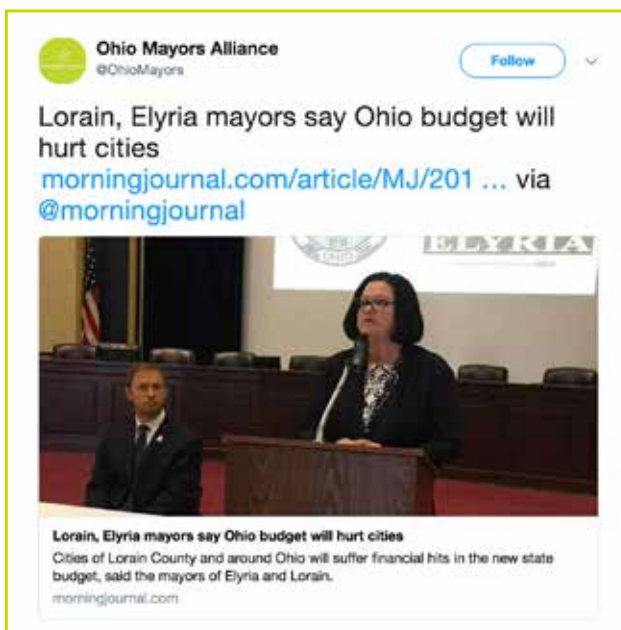 Ohio Mayors Alliance
@OhioMayors
Follow
Lorain, Elyria mayors say Ohio budget will
hurt cities
morningjournal.com/article/MJ/201 ... via
@morningjournal
OHIO
ELYRIA
Lorain, Elyria mayors say Ohio budget will hurt cities
Cities of Lorain County and around Ohio will suffer financial hits in the new state
budget, said the mayors of Elyria and Lorain.
morningjournal.com